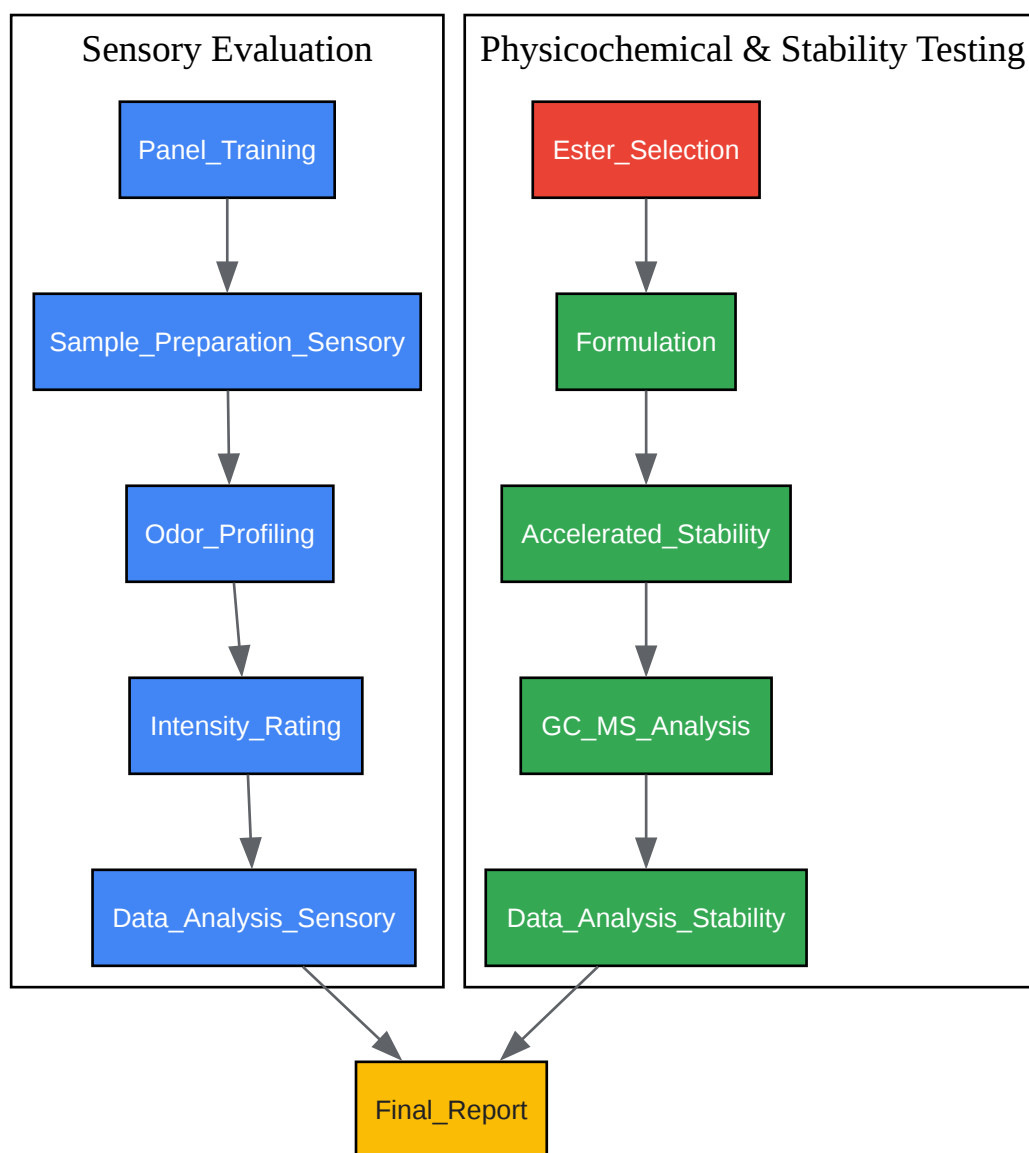 Sensory Evaluation
Panel_Training
Sample_Preparation_Sensory
Odor_Profiling
Intensity_Rating
Data_Analysis_Sensory
Physicochemical & Stability Testing
Ester_Selection
Formulation
Accelerated_Stability
GC_MS_Analysis
Data_Analysis_Stability
Final_Report